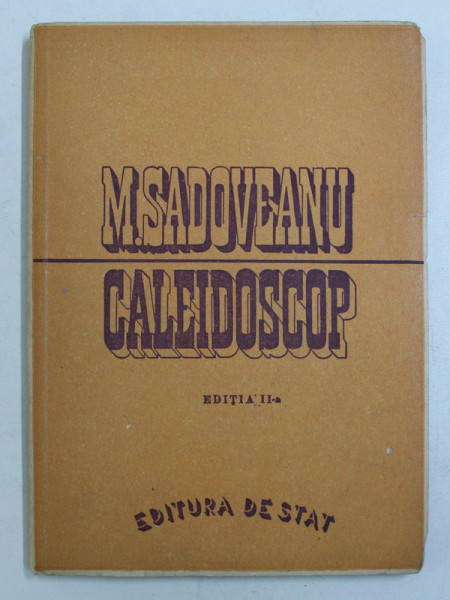 M. SADOVEANU
CALEIDOSCOP
EDIȚIA II-a
EDITURA DE STAT